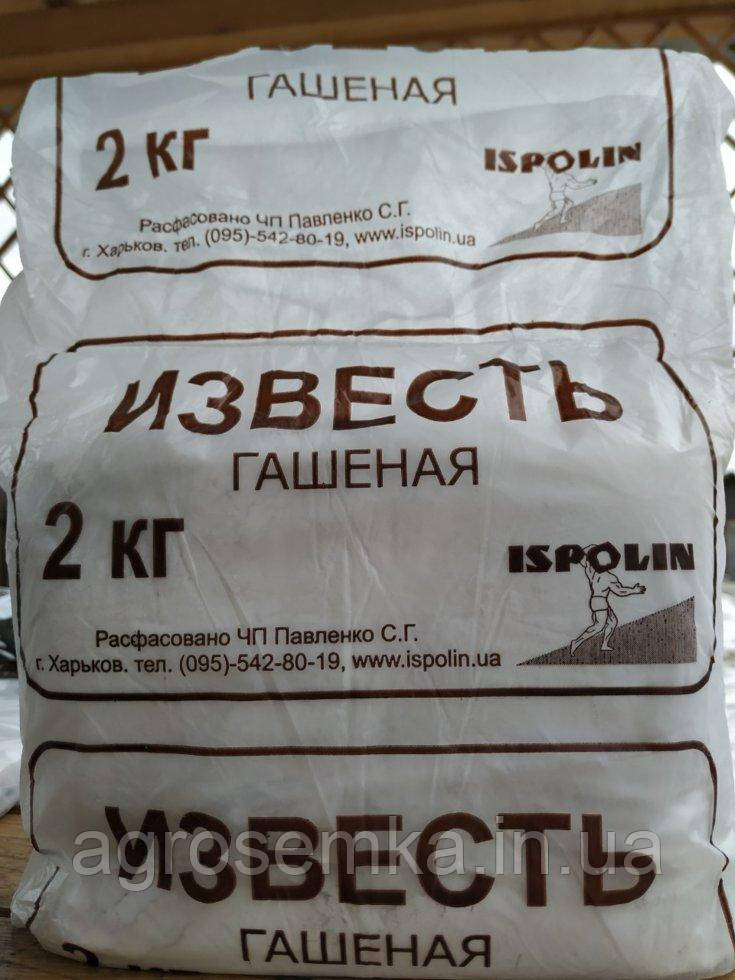 ГАШЕНАЯ
2 КГ
ISPOLIN
Расфасовано ЧП Павленко С.Г.
г. Харьков. тел. (095)-542-80-19, www.ispolin.ua
ИЗВЕСТЬ
ГАШЕНАЯ
2 КГ
ISPOLIN
Расфасовано ЧП Павленко С.Г.
г. Харьков. тел. (095)-542-80-19, www.ispolin.ua
ИЗВЕСТЬ
agrosemka.in.ua
ГАШЕНАЯ
2 КГ